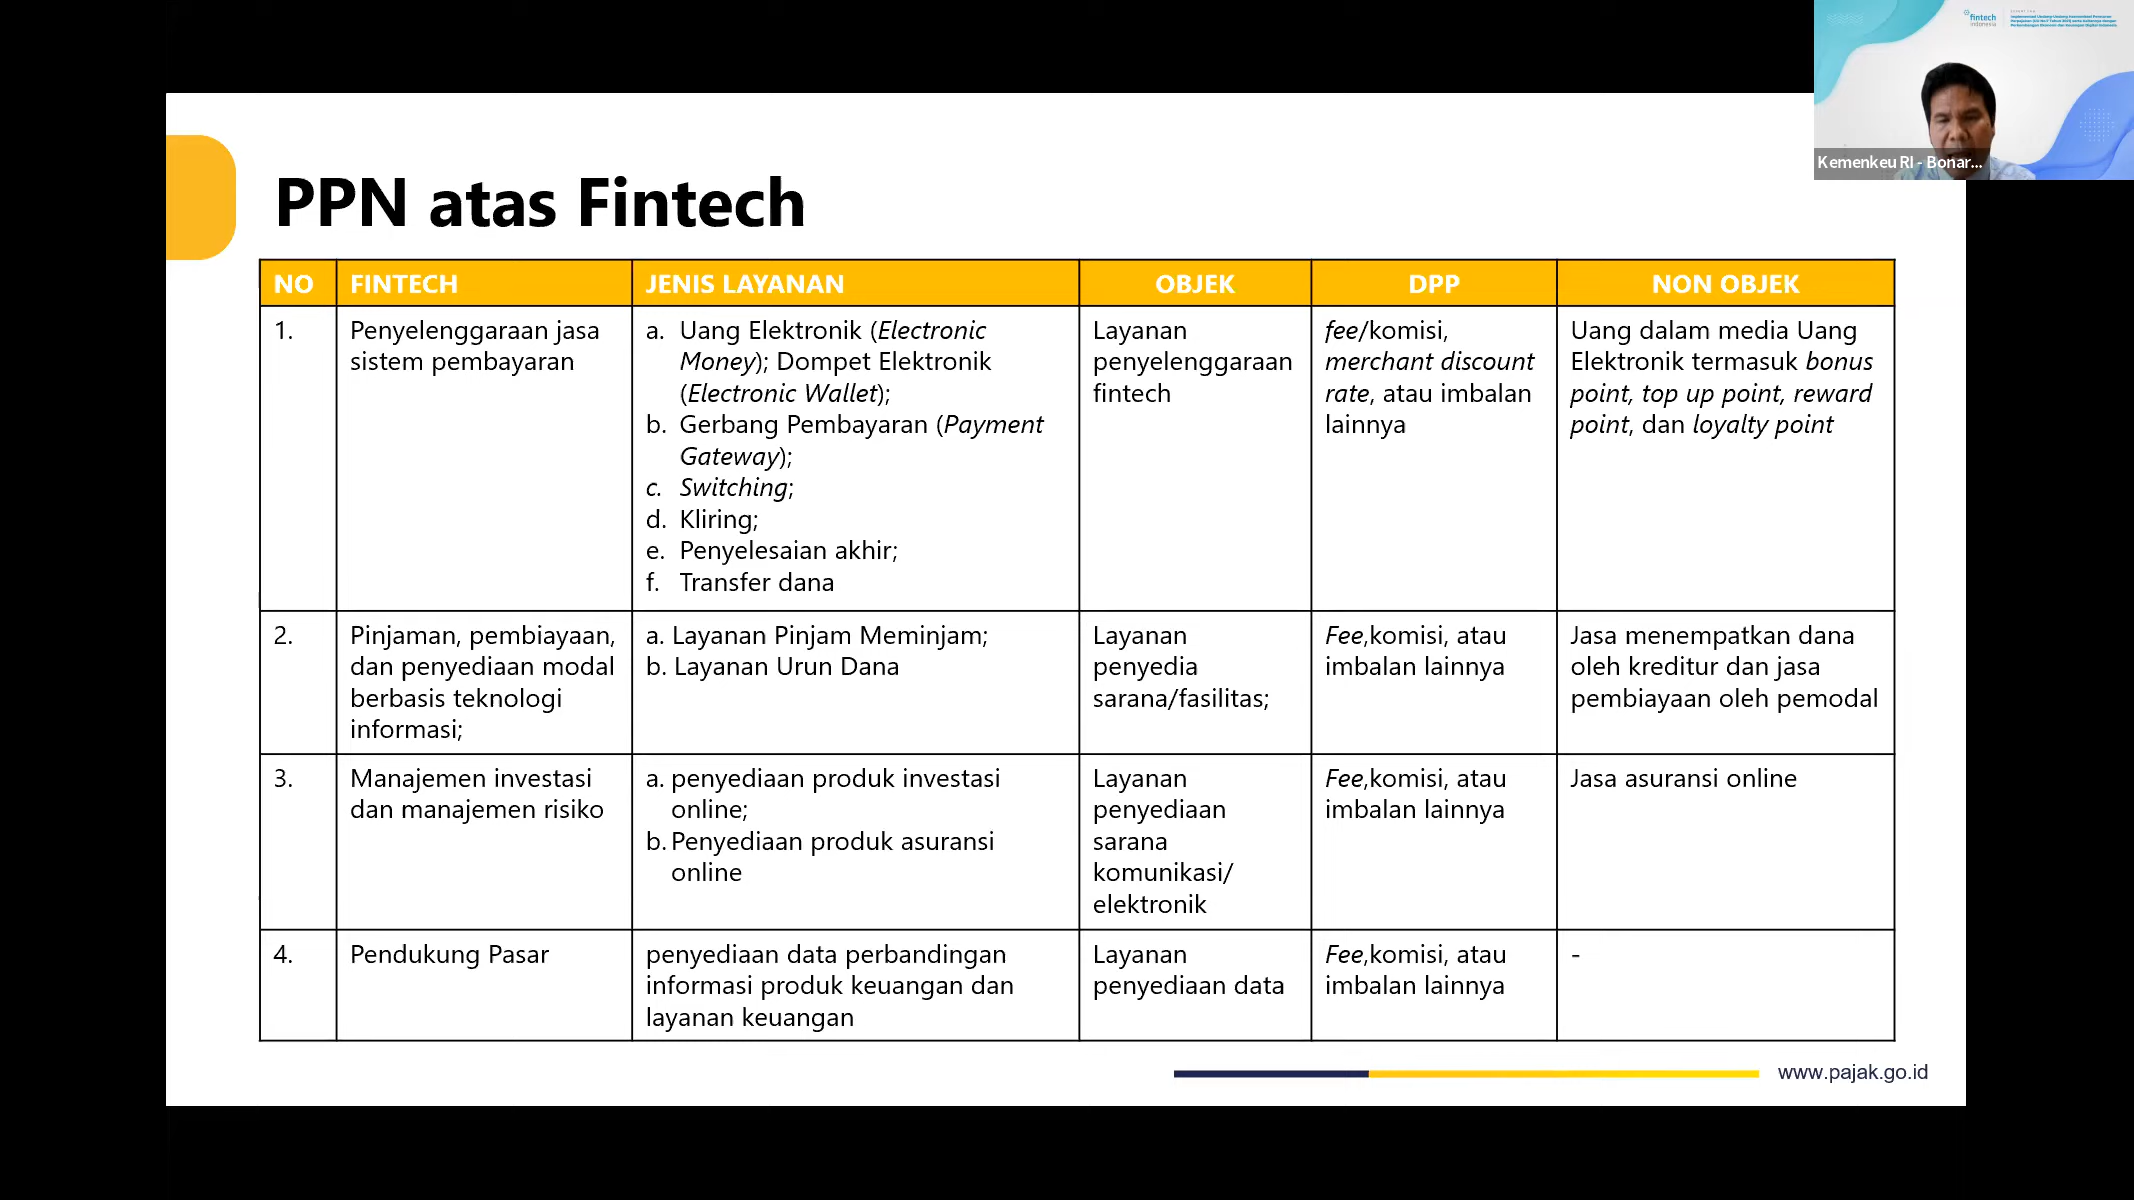 fintech
indonesia
Kemenkeu RI - Bonar...
PPN atas Fintech
NO
FINTECH
JENIS LAYANAN
OBJEK
DPP
NON OBJEK
1.
Penyelenggaraan jasa
sistem pembayaran
a. Uang Elektronik (Electronic
Money); Dompet Elektronik
(Electronic Wallet);
b. Gerbang Pembayaran (Payment
Gateway);
c. Switching;
d. Kliring;
e. Penyelesaian akhir;
f. Transfer dana
Layanan
penyelenggaraan
fintech
fee/komisi,
merchant discount
rate, atau imbalan
lainnya
Uang dalam media Uang
Elektronik termasuk bonus
point, top up point, reward
point, dan loyalty point
2.
Pinjaman, pembiayaan,
dan penyediaan modal
berbasis teknologi
informasi;
a. Layanan Pinjam Meminjam;
b. Layanan Urun Dana
Layanan
penyedia
sarana/fasilitas;
Fee,komisi, atau
imbalan lainnya
Jasa menempatkan dana
oleh kreditur dan jasa
pembiayaan oleh pemodal
3.
Manajemen investasi
dan manajemen risiko
a. penyediaan produk investasi
online;
b. Penyediaan produk asuransi
online
Layanan
penyediaan
sarana
komunikasi/
elektronik
Fee,komisi, atau
imbalan lainnya
Jasa asuransi online
4.
Pendukung Pasar
penyediaan data perbandingan
informasi produk keuangan dan
layanan keuangan
Layanan
penyediaan data
Fee,komisi, atau
imbalan lainnya
-
www.pajak.go.id